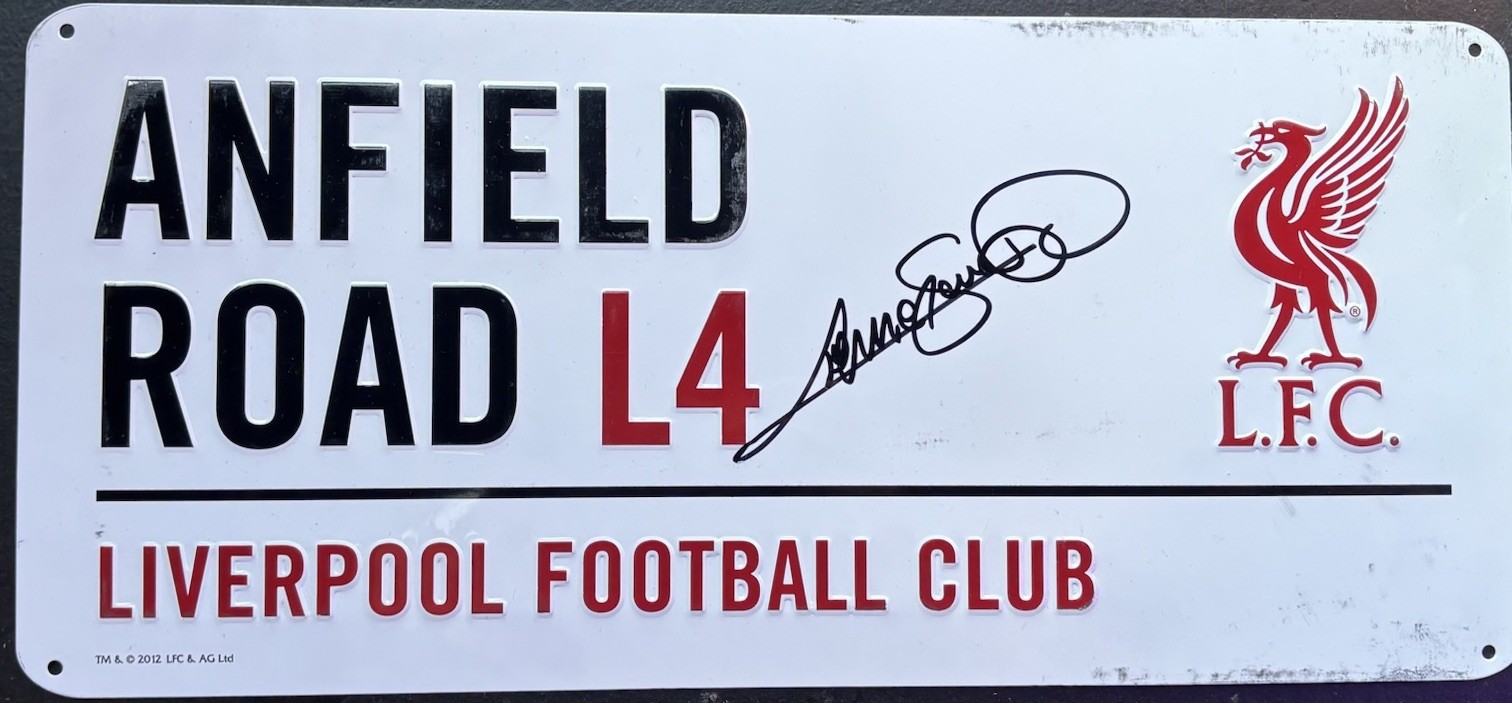 ANFIELD
ROAD L4
L.F.C.
®
LIVERPOOL FOOTBALL CLUB
TM & © 2012 LFC & AG Ltd